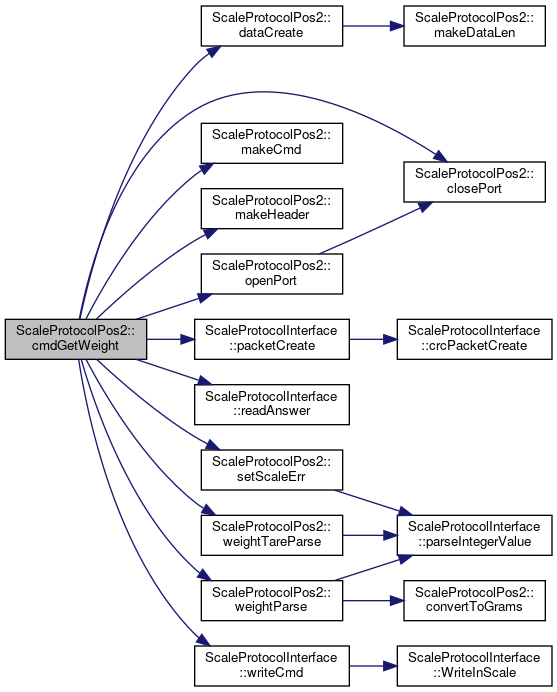 ScaleProtocolPos2::
cmdGetWeight
ScaleProtocolPos2::
dataCreate
ScaleProtocolPos2::
makeDataLen
ScaleProtocolPos2::
closePort
ScaleProtocolPos2::
makeCmd
ScaleProtocolPos2::
makeHeader
ScaleProtocolPos2::
openPort
ScaleProtocolInterface
::packetCreate
ScaleProtocolInterface
::crcPacketCreate
ScaleProtocolInterface
::readAnswer
ScaleProtocolPos2::
setScaleErr
ScaleProtocolInterface
::parseIntegerValue
ScaleProtocolPos2::
weightTareParse
ScaleProtocolPos2::
weightParse
ScaleProtocolPos2::
convertToGrams
ScaleProtocolInterface
::writeCmd
ScaleProtocolInterface
::WriteInScale